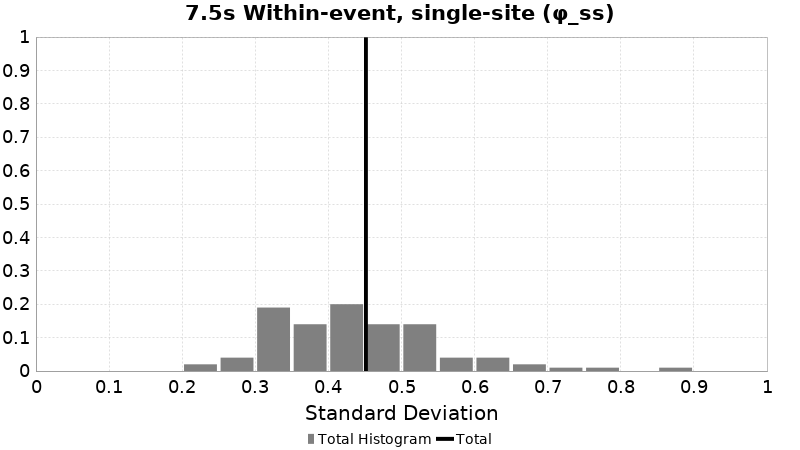 7.5s Within-event, single-site (φ_ss)
1
0.9
0.8
0.7
0.6
0.5
0.4
0.3
0.2
0.1
0
0 0.1 0.2 0.3 0.4 0.5 0.6 0.7 0.8 0.9 1
Standard Deviation
Total Histogram Total